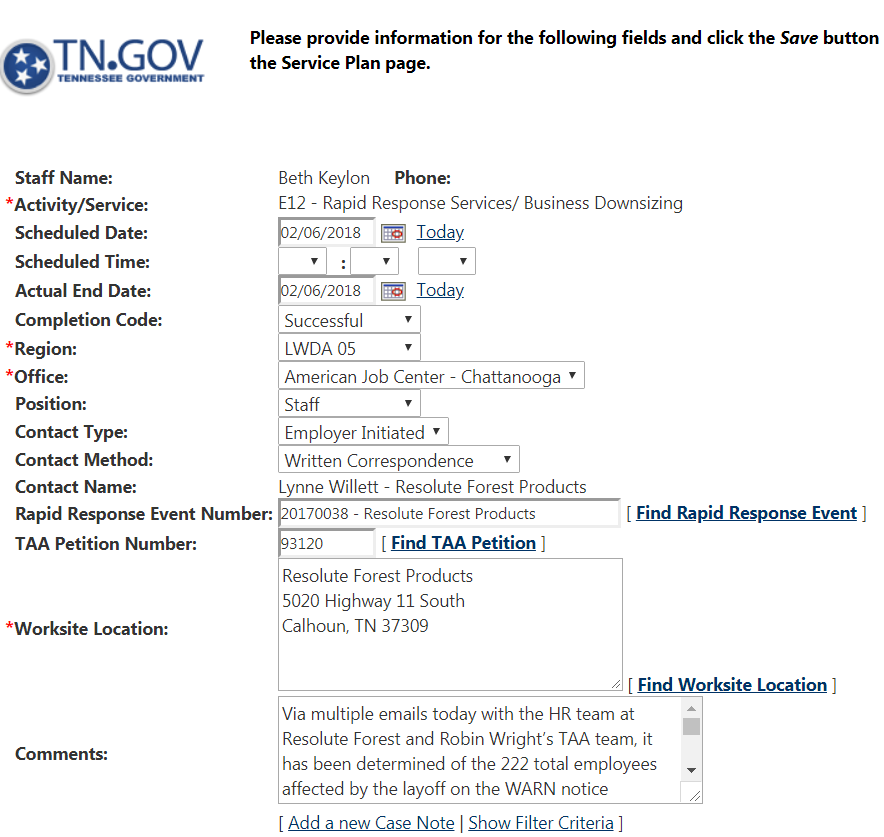 TN.GOV
TENNESSEE GOVERNMENT
Please provide information for the following fields and click the Save button
the Service Plan page.
Staff Name: Beth Keylon Phone:
*Activity/Service: E12 - Rapid Response Services/ Business Downsizing
Scheduled Date: 02/06/2018 Today
Scheduled Time: :
Actual End Date: 02/06/2018 Today
Completion Code: Successful
*Region: LWDA 05
*Office: American Job Center - Chattanooga
Position: Staff
Contact Type: Employer Initiated
Contact Method: Written Correspondence
Contact Name: Lynne Willett - Resolute Forest Products
Rapid Response Event Number: 20170038 - Resolute Forest Products [ Find Rapid Response Event ]
TAA Petition Number: 93120 [ Find TAA Petition ]
*Worksite Location:
Resolute Forest Products
5020 Highway 11 South
Calhoun, TN 37309
[ Find Worksite Location ]
Comments:
Via multiple emails today with the HR team at
Resolute Forest and Robin Wright’s TAA team, it
has been determined of the 222 total employees
affected by the layoff on the WARN notice
[ Add a new Case Note | Show Filter Criteria ]